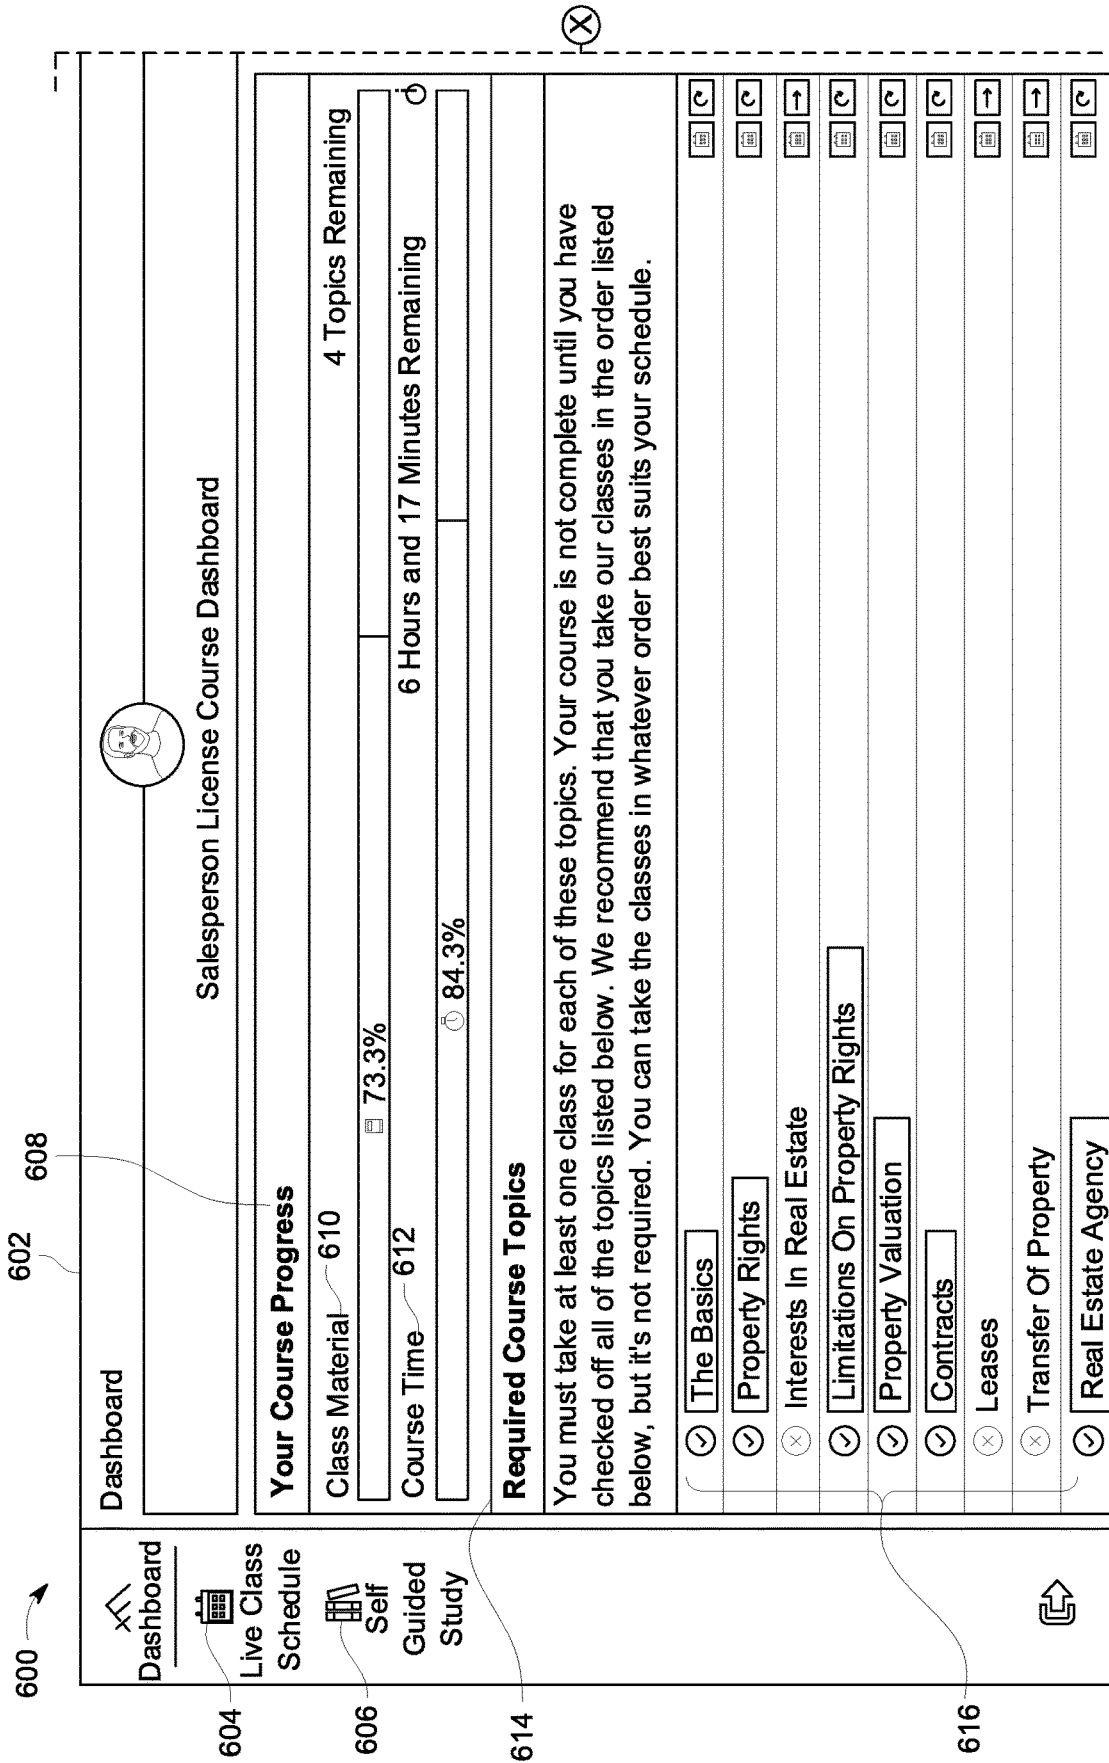 600
602
608
Dashboard
Dashboard
604
Live Class
Schedule
606
Self
Guided
Study
Salesperson License Course Dashboard
Your Course Progress
Class Material
610
4 Topics Remaining
73.3%
Course Time
612
6 Hours and 17 Minutes Remaining
84.3%
614
Required Course Topics
You must take at least one class for each of these topics. Your course is not complete until you have
checked off all of the topics listed below. We recommend that you take our classes in the order listed
below, but it's not required. You can take the classes in whatever order best suits your schedule.
616
The Basics
Property Rights
Interests In Real Estate
Limitations On Property Rights
Property Valuation
Contracts
Leases
Transfer Of Property
Real Estate Agency
X